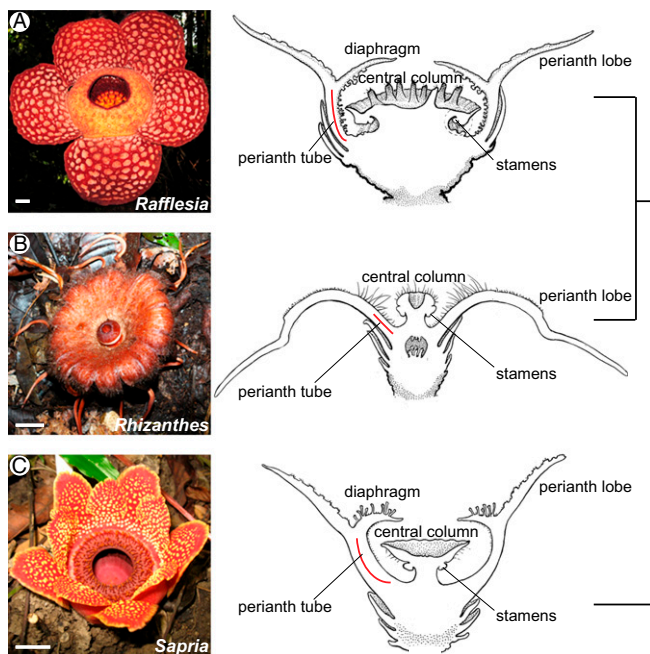 A
diaphragm
central column
perianth lobe
perianth tube
stamens
Rafflesia
B
central column
perianth lobe
perianth tube
stamens
Rhizanthes
C
diaphragm
perianth lobe
central column
perianth tube
stamens
Sapria